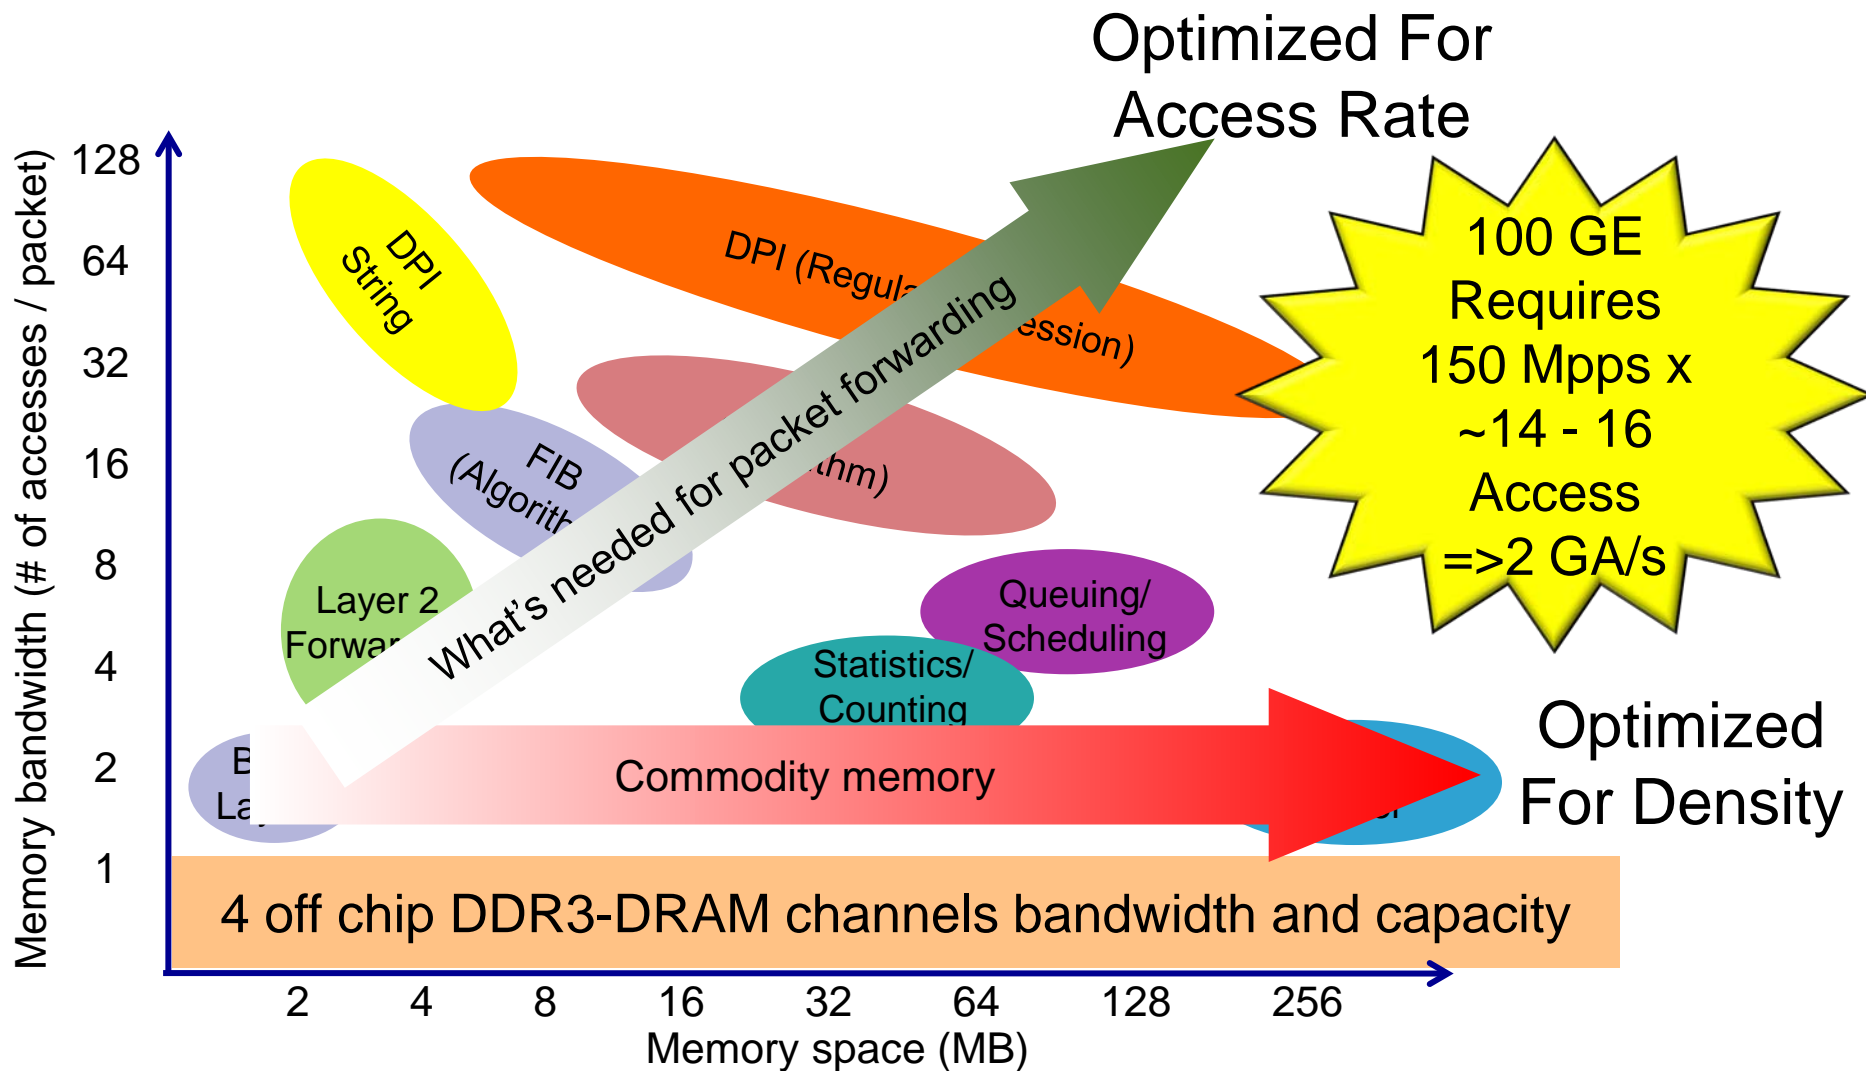 Optimized For
Access Rate
Memory bandwidth (# of accesses / packet)
128
64
32
16
8
4
2
1
DPI
String
DPI (Regula
ession)
What's needed for packet forwarding
100 GE
Requires
150 Mpps x
~14 - 16
Access
=>2 GA/s
FIB
(Algorith
thm)
Layer 2
Forwar
Queuing/
Scheduling
Statistics/
Counting
B
La
Commodity memory
Optimized
For Density
4 off chip DDR3-DRAM channels bandwidth and capacity
2
4
8
16
32
64
128
256
Memory space (MB)